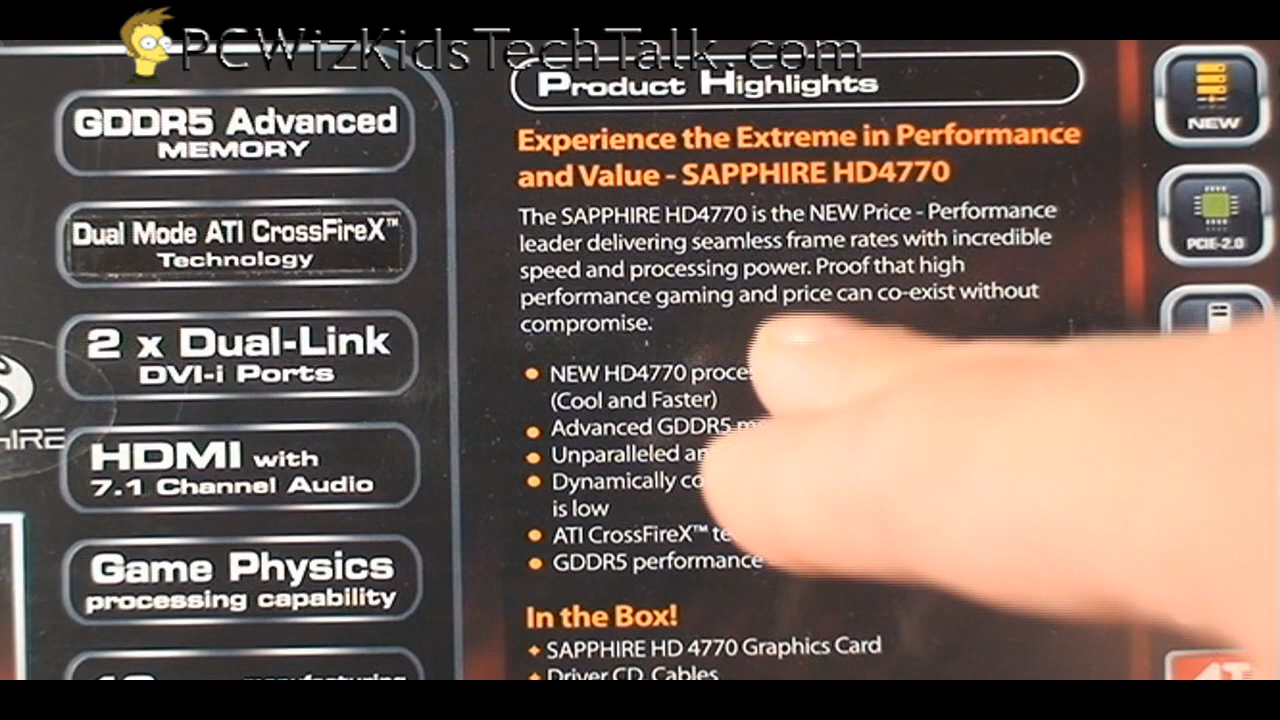 PCWizKidsTechTalk.com
GDDR5 Advanced
MEMORY
Dual Mode ATI CrossFireX™
Technology
2 x Dual-Link
DVI-i Ports
HDMI with
7.1 Channel Audio
Game Physics
processing capability
manufacturing
Product Highlights
Experience the Extreme in Performance
and Value - SAPPHIRE HD4770
The SAPPHIRE HD4770 is the NEW Price - Performance
leader delivering seamless frame rates with incredible
speed and processing power. Proof that high
performance gaming and price can co-exist without
compromise.
NEW HD4770
(Cool and Faster)
Advanced GDDR5
Unparalleled
Dynamically
is low
ATI CrossFireX™
GDDR5 performance
In the Box!
SAPPHIRE HD 4770 Graphics Card
Driver CD, Cables
NEW
PCIE-2.0